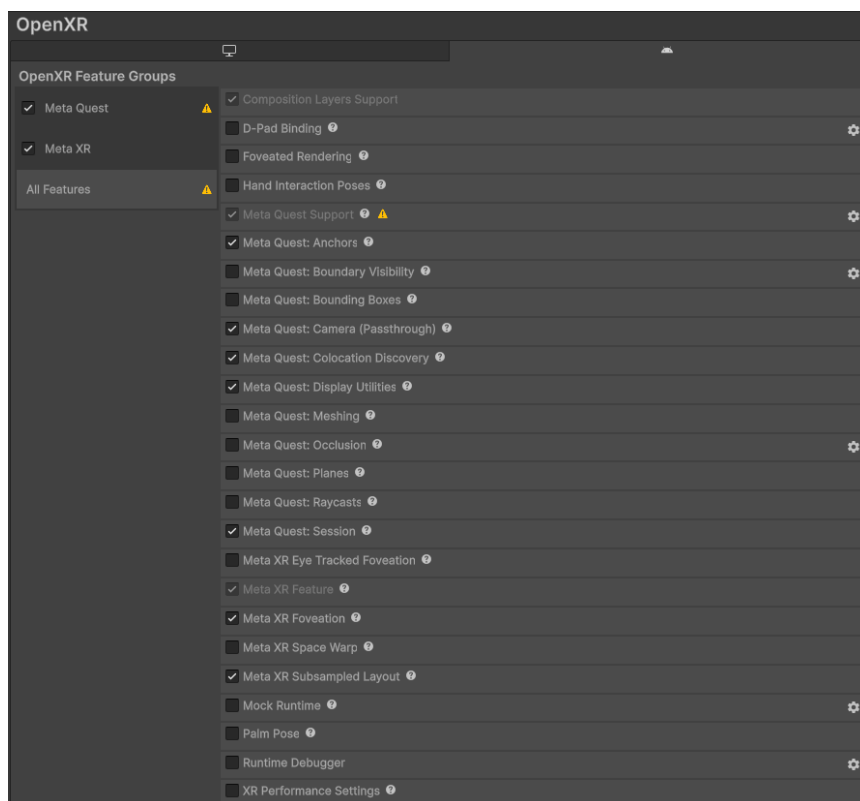 OpenXR
OpenXR Feature Groups
Meta Quest
Meta XR
All Features
Composition Layers Support
D-Pad Binding
Foveated Rendering
Hand Interaction Poses
Meta Quest Support
Meta Quest: Anchors
Meta Quest: Boundary Visibility
Meta Quest: Bounding Boxes
Meta Quest: Camera (Passthrough)
Meta Quest: Colocation Discovery
Meta Quest: Display Utilities
Meta Quest: Meshing
Meta Quest: Occlusion
Meta Quest: Planes
Meta Quest: Raycasts
Meta Quest: Session
Meta XR Eye Tracked Foveation
Meta XR Feature
Meta XR Foveation
Meta XR Space Warp
Meta XR Subsampled Layout
Mock Runtime
Palm Pose
Runtime Debugger
XR Performance Settings